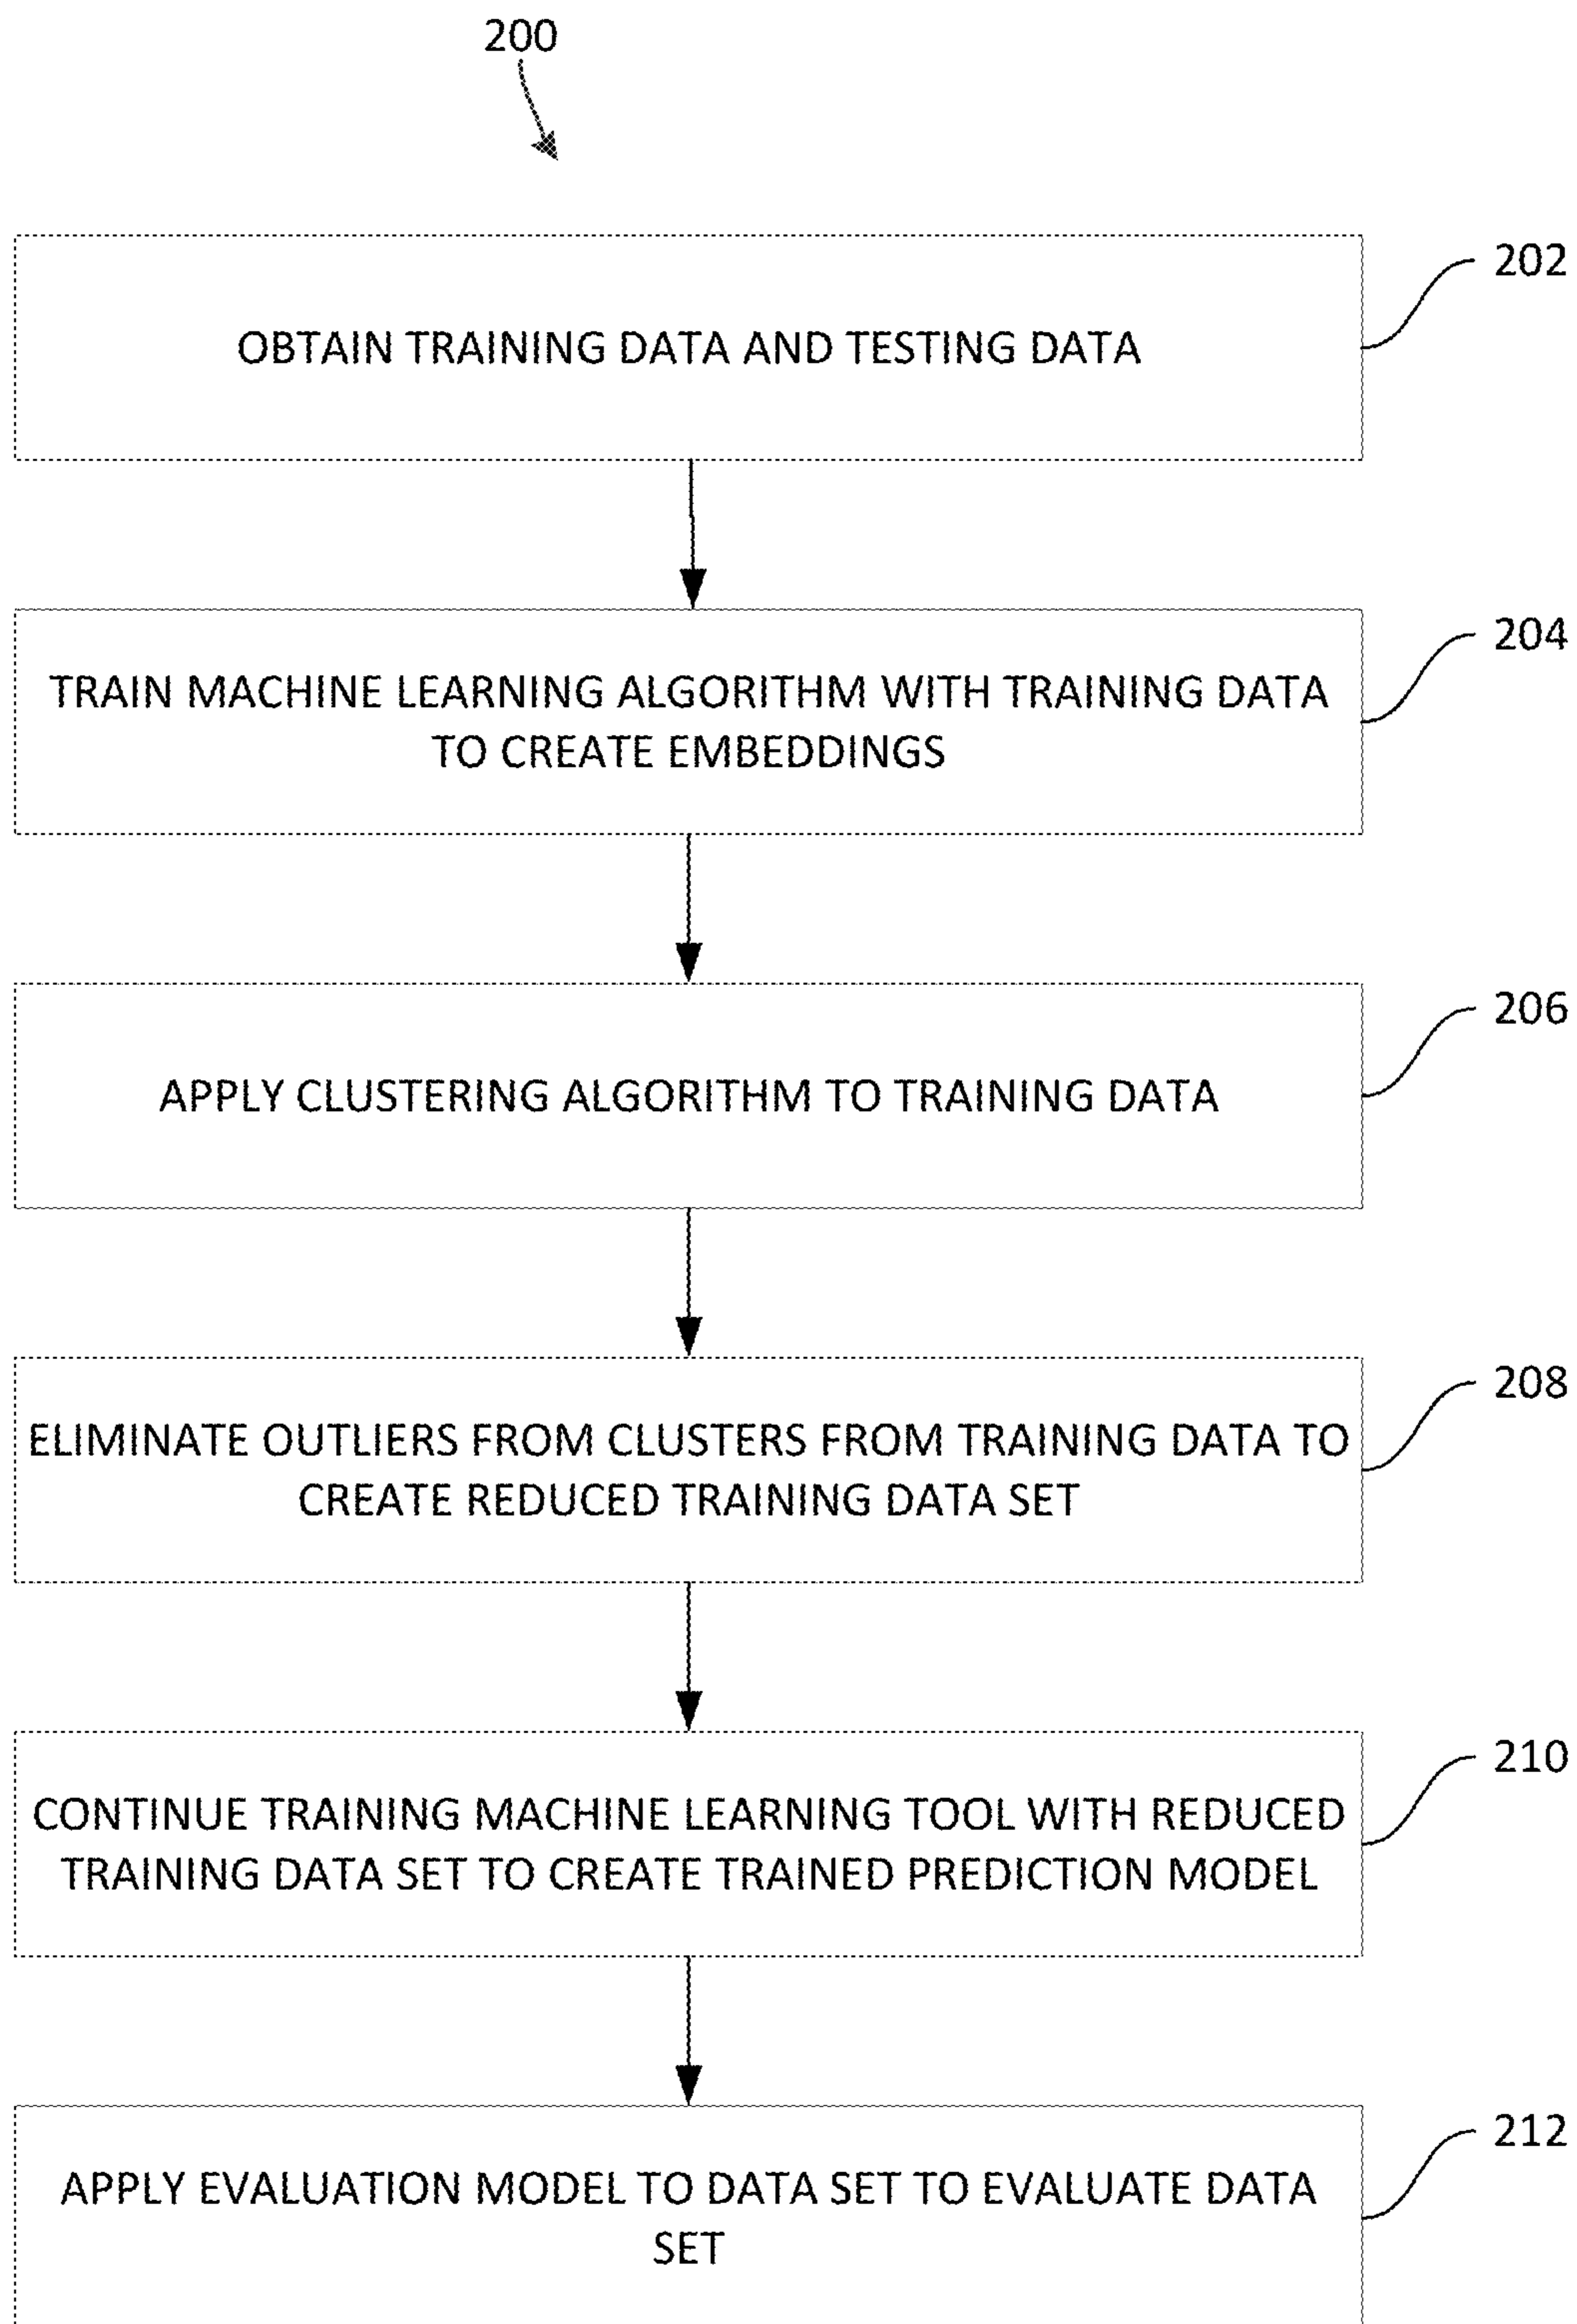 200
202
OBTAIN TRAINING DATA AND TESTING DATA
204
TRAIN MACHINE LEARNING ALGORITHM WITH TRAINING DATA
TO CREATE EMBEDDINGS
206
APPLY CLUSTERING ALGORITHM TO TRAINING DATA
208
ELIMINATE OUTLIERS FROM CLUSTERS FROM TRAINING DATA TO
CREATE REDUCED TRAINING DATA SET
210
CONTINUE TRAINING MACHINE LEARNING TOOL WITH REDUCED
TRAINING DATA SET TO CREATE TRAINED PREDICTION MODEL
212
APPLY EVALUATION MODEL TO DATA SET TO EVALUATE DATA
SET